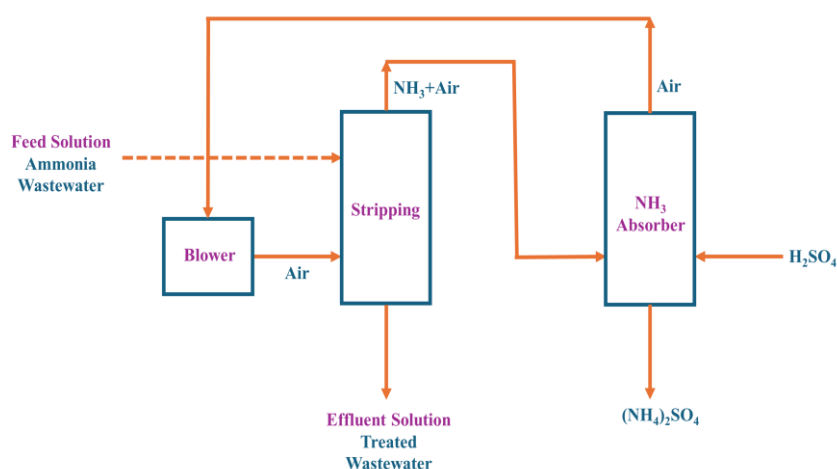 NH₃+Air
Air
Feed Solution
Ammonia
Wastewater
Stripping
NH₃
Absorber
Blower
Air
H₂SO₄
Effluent Solution
Treated
Wastewater
(NH₄)₂SO₄